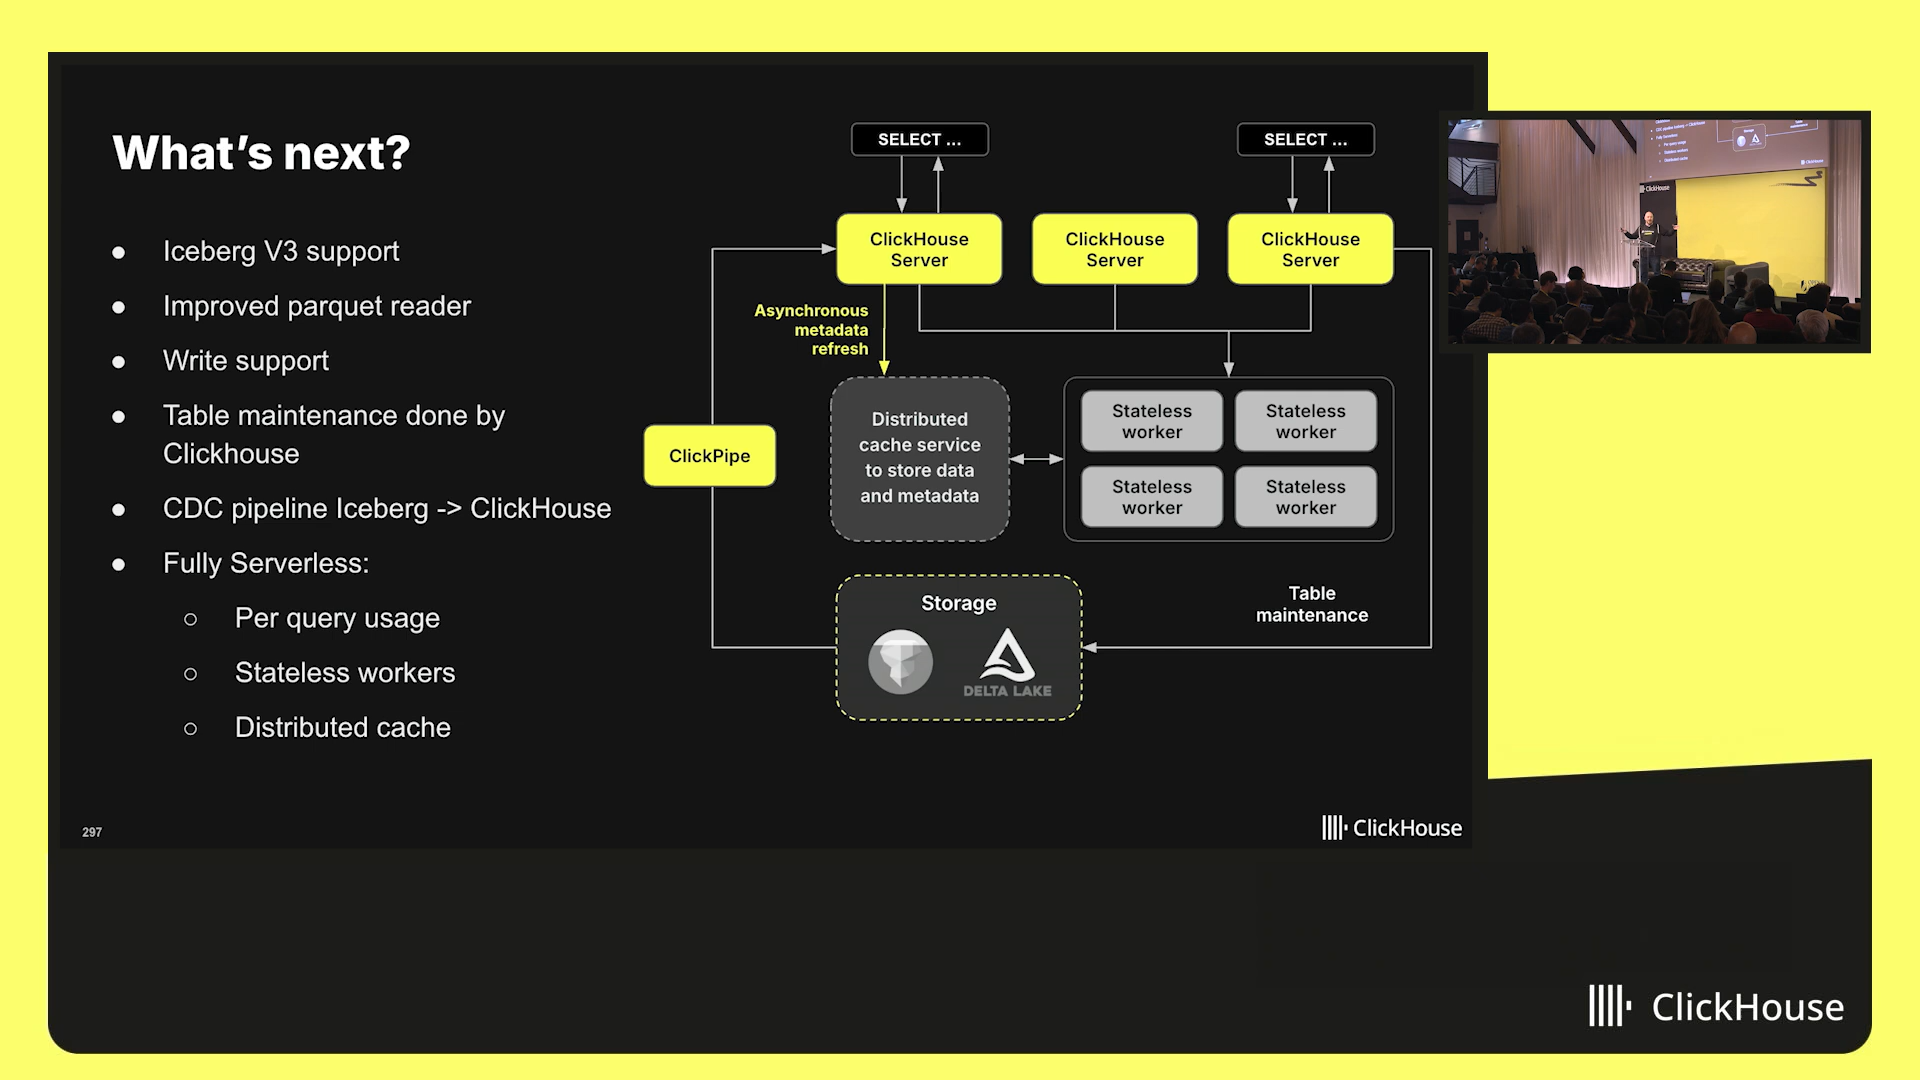 What's next?
● Iceberg V3 support
● Improved parquet reader
● Write support
● Table maintenance done by
Clickhouse
● CDC pipeline Iceberg -> ClickHouse
● Fully Serverless:
○ Per query usage
○ Stateless workers
○ Distributed cache
SELECT ...
SELECT ...
ClickHouse
Server
ClickHouse
Server
ClickHouse
Server
Asynchronous
metadata
refresh
ClickPipe
Distributed
cache service
to store data
and metadata
Stateless
worker
Stateless
worker
Stateless
worker
Stateless
worker
Storage
DELTA LAKE
Table
maintenance
297
ClickHouse
ClickHouse
ClickHouse